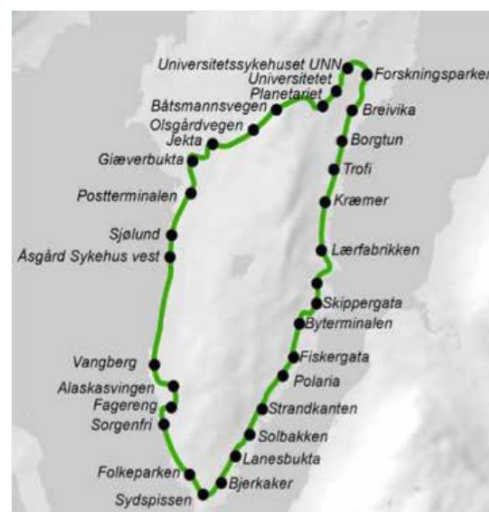 Universitetssykehuset UNN
Forskningsparken
Universitetet
Planetariet
Båtsmannsvegen
Breivika
Olsgårdvegen
Jekta
Borgtun
Giæverbukta
Trofi
Postterminalen
Kræmer
Sjølund
Lærfabrikken
Åsgård Sykehus vest
Skippergata
Byterminalen
Fiskergata
Vangberg
Polaria
Alaskasvingen
Fagereng
Strandkanten
Sorgenfri
Solbakken
Lanesbukta
Folkeparken
Bjerkaker
Sydspissen